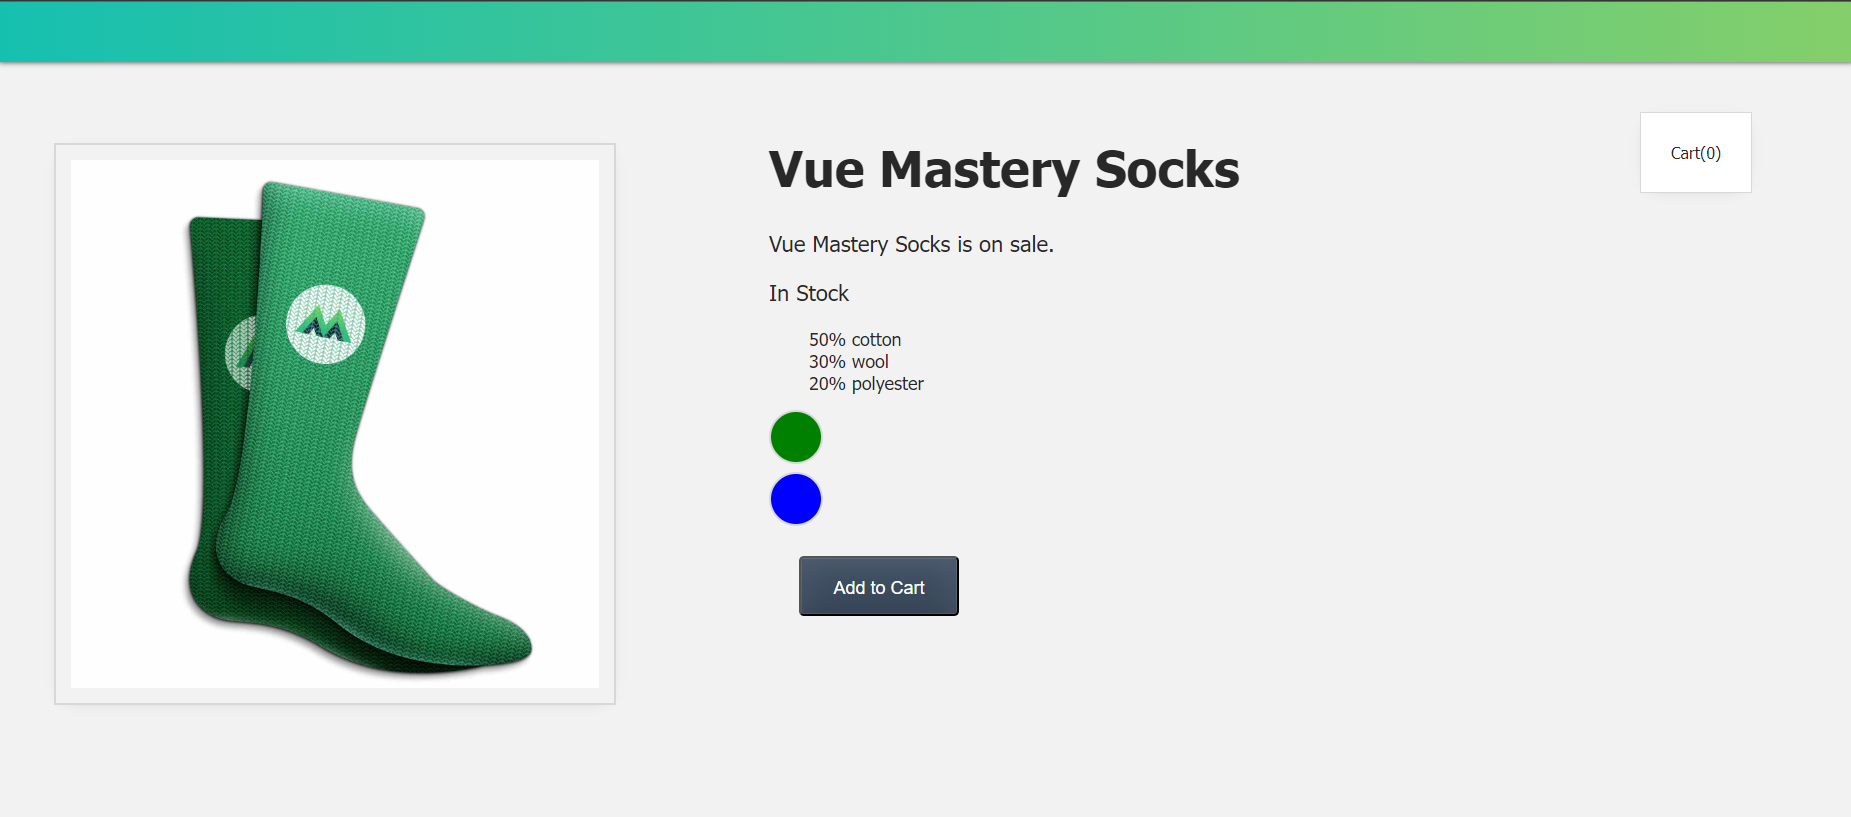 Vue Mastery Socks
Cart(0)
Vue Mastery Socks is on sale.
In Stock
50% cotton
30% wool
20% polyester
Add to Cart